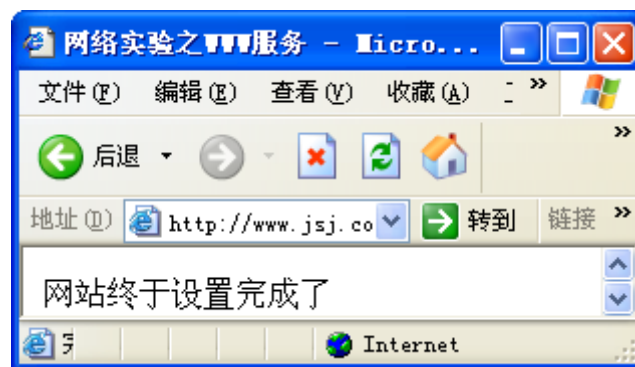 网络实验之WWW服务 - Micro...
文件(F) 编辑(E) 查看(V) 收藏(A) »
后退 »
地址(D) http://www.jsj.co 转到 链接 »
网站终于设置完成了
Internet